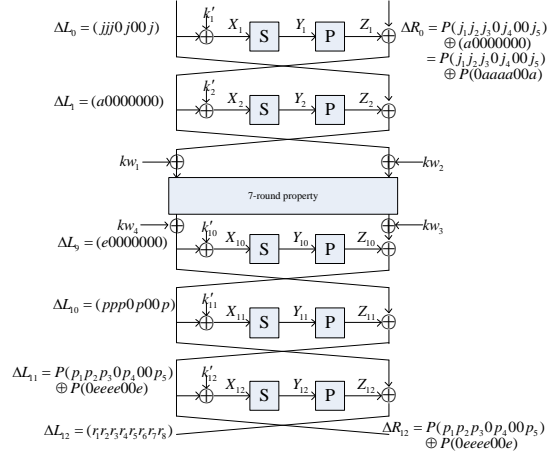 k′₁ X₁ S Y₁ P Z₁
ΔL₀ = (jjj0j00j)
ΔR₀ = P(j₁j₂j₃0j₄00j₅)
⊕(a0000000)
= P(j₁j₂j₃0j₄00j₅)
⊕P(0aaaa00a)
ΔL₁ = (a0000000)
k′₂ X₂ S Y₂ P Z₂
kw₁ kw₂
7-round property
kw₄ kw₃
ΔL₉ = (e0000000)
k′₁₀ X₁₀ S Y₁₀ P Z₁₀
ΔL₁₀ = (ppp0p00p)
k′₁₁ X₁₁ S Y₁₁ P Z₁₁
ΔL₁₁ = P(p₁p₂p₃0p₄00p₅)
⊕P(0eeee00e)
k′₁₂ X₁₂ S Y₁₂ P Z₁₂
ΔL₁₂ = (r₁r₂r₃r₄r₅r₆r₇r₈)
ΔR₁₂ = P(p₁p₂p₃0p₄00p₅)
⊕P(0eeee00e)